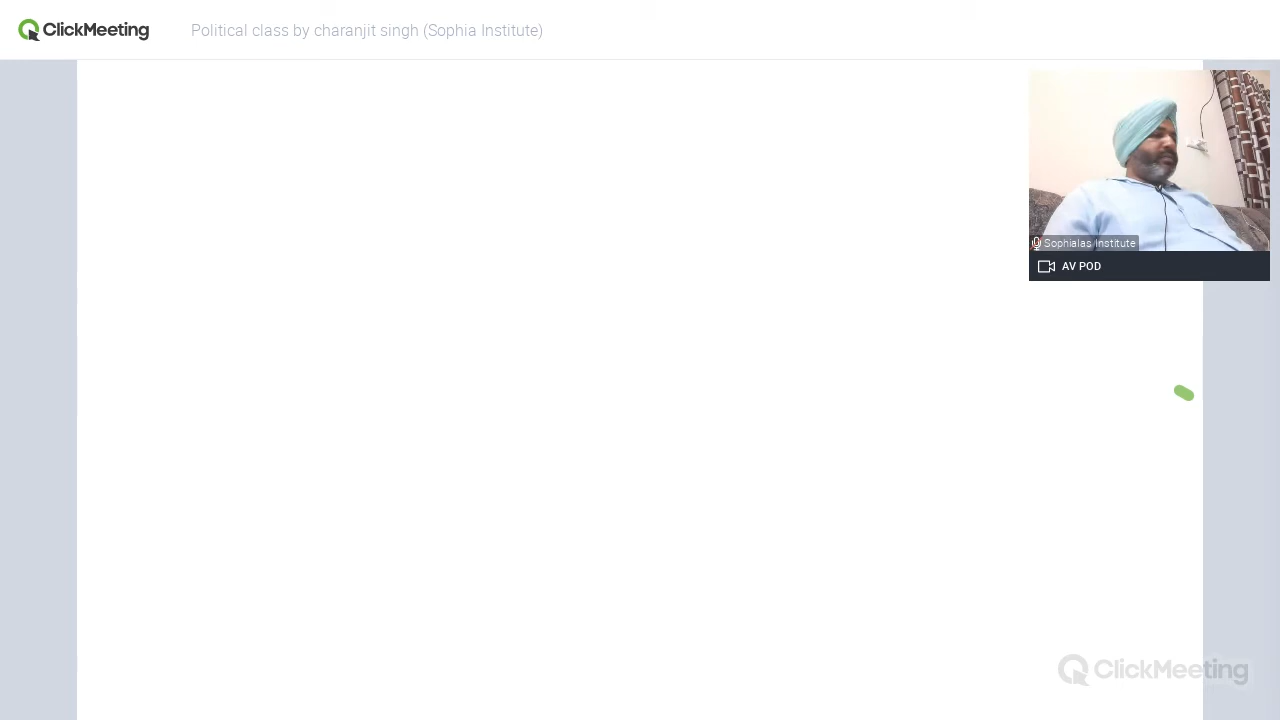 ClickMeeting
Political class by charanjit singh (Sophia Institute)
SophiaIas Institute
AV POD
ClickMeeting